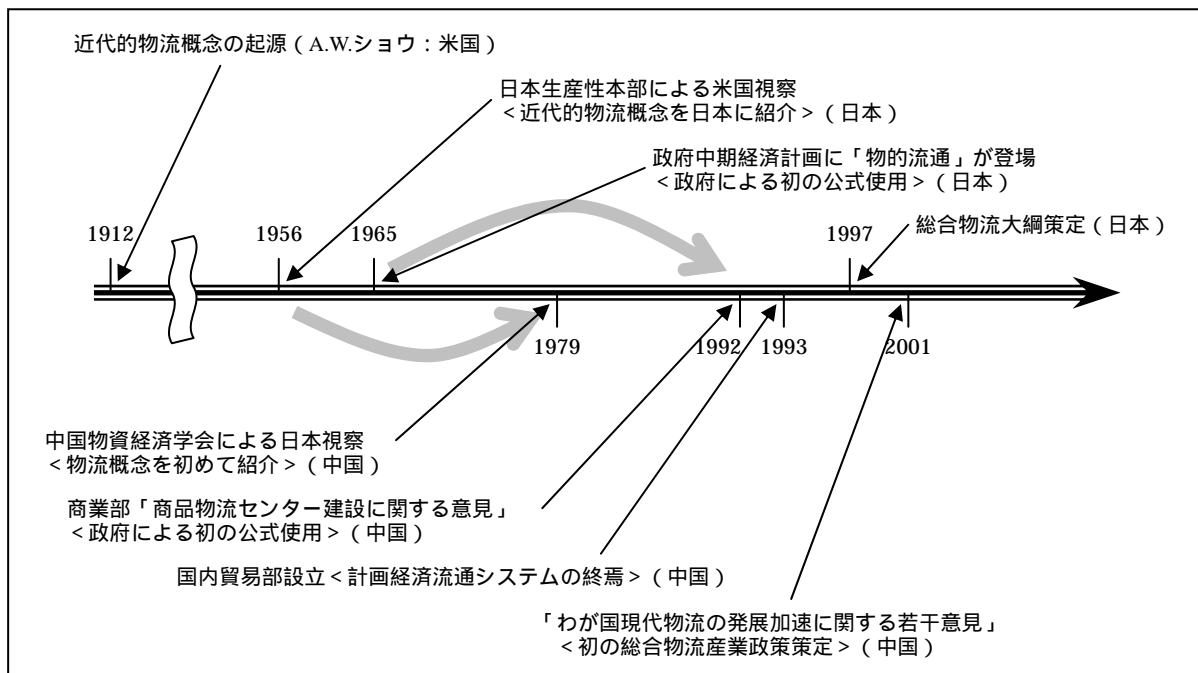 近代的物流概念の起源（A.W.ショウ：米国）
日本生産性本部による米国視察
＜近代的物流概念を日本に紹介＞（日本）
政府中期経済計画に「物的流通」が登場
＜政府による初の公式使用＞（日本）
総合物流大綱策定（日本）
1912
1956
1965
1997
1979
1992
1993
2001
中国物資経済学会による日本視察
＜物流概念を初めて紹介＞（中国）
商業部「商品物流センター建設に関する意見」
＜政府による初の公式使用＞（中国）
国内貿易部設立＜計画経済流通システムの終焉＞（中国）
「わが国現代物流の発展加速に関する若干意見」
＜初の総合物流産業政策策定＞（中国）